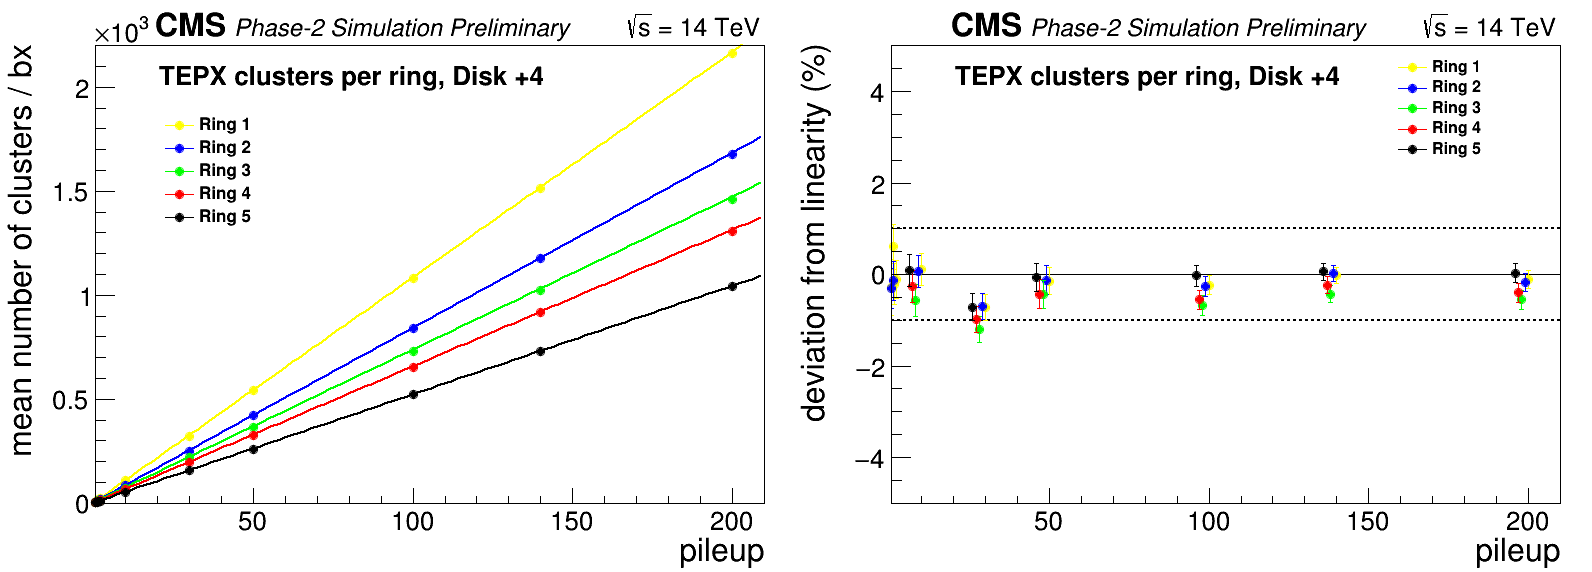 ×10³ CMS Phase-2 Simulation Preliminary √s = 14 TeV
TEPX clusters per ring, Disk +4
Ring 1
Ring 2
Ring 3
Ring 4
Ring 5
mean number of clusters / bx
2
1.5
1
0.5
0
50 100 150 200
pileup
CMS Phase-2 Simulation Preliminary √s = 14 TeV
TEPX clusters per ring, Disk +4
Ring 1
Ring 2
Ring 3
Ring 4
Ring 5
deviation from linearity (%)
4
2
0
−2
−4
50 100 150 200
pileup